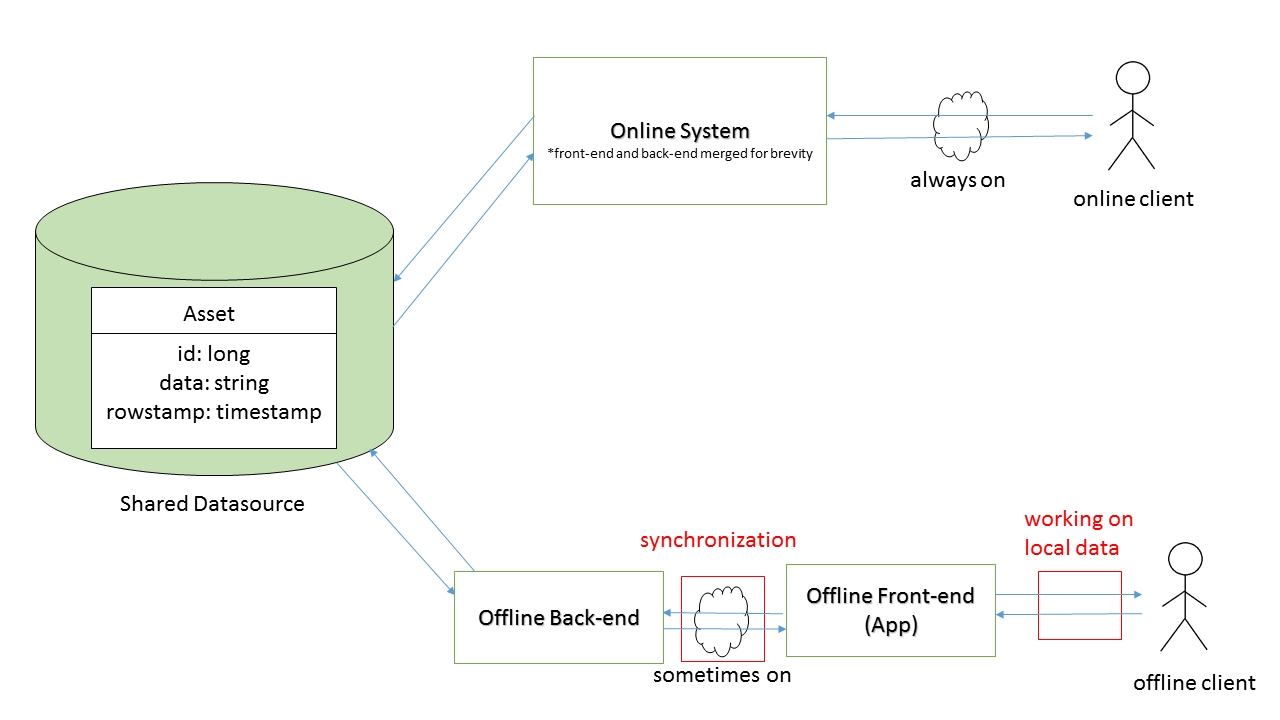 Online System
*front-end and back-end merged for brevity
always on
online client
Asset
id: long
data: string
rowstamp: timestamp
Shared Datasource
synchronization
working on
local data
Offline Back-end
Offline Front-end
(App)
sometimes on
offline client